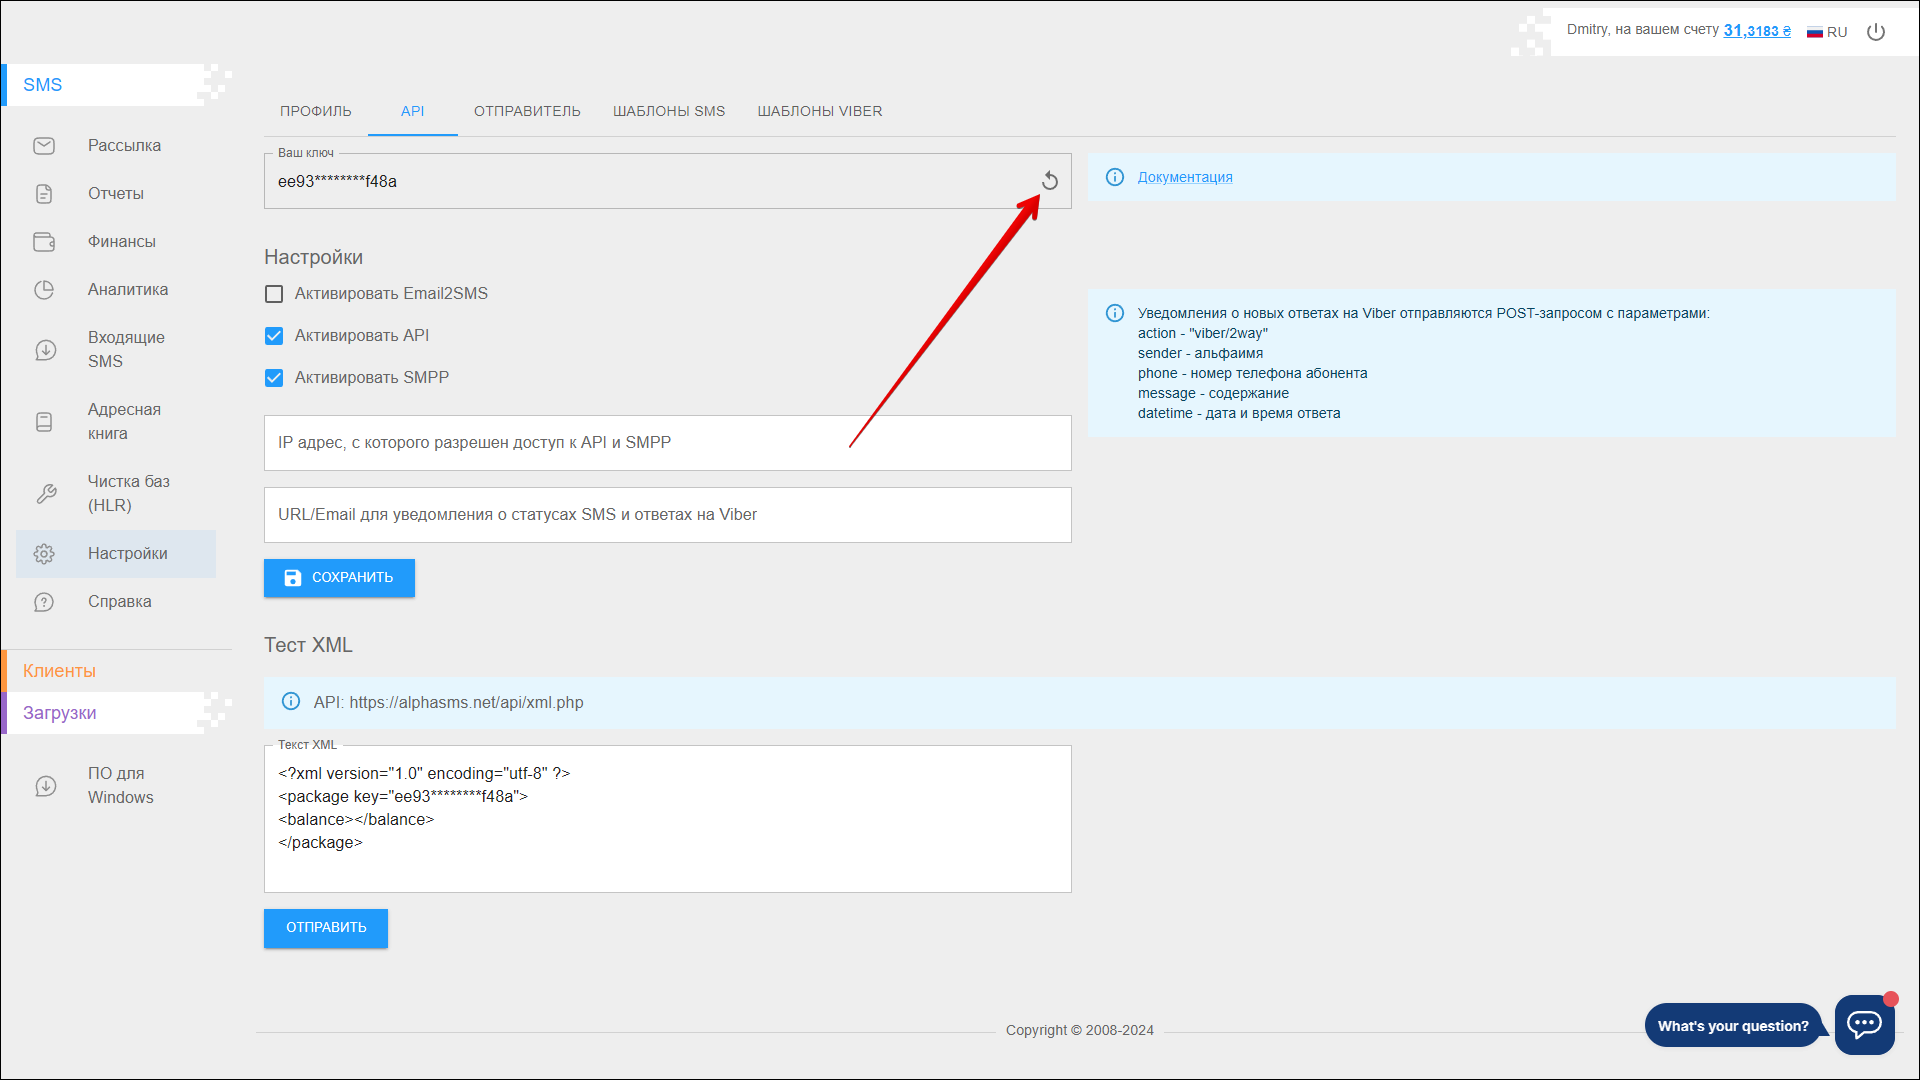 Dmitry, на вашем счету 31,3183 ₴
RU
SMS
Рассылка
Отчеты
Финансы
Аналитика
Входящие
SMS
Адресная
книга
Чистка баз
(HLR)
Настройки
Справка
Клиенты
Загрузки
ПО для
Windows
ПРОФИЛЬ
API
ОТПРАВИТЕЛЬ
ШАБЛОНЫ SMS
ШАБЛОНЫ VIBER
Ваш ключ
ee93********f48a
Документация
Настройки
Активировать Email2SMS
Активировать API
Активировать SMPP
Уведомления о новых ответах на Viber отправляются POST-запросом с параметрами:
action - "viber/2way"
sender - альфаимя
phone - номер телефона абонента
message - содержание
datetime - дата и время ответа
IP адрес, с которого разрешен доступ к API и SMPP
URL/Email для уведомления о статусах SMS и ответах на Viber
СОХРАНИТЬ
Тест XML
API: https://alphasms.net/api/xml.php
Текст XML
<?xml version="1.0" encoding="utf-8" ?>
<package key="ee93********f48a">
<balance></balance>
</package>
ОТПРАВИТЬ
Copyright © 2008-2024
What's your question?